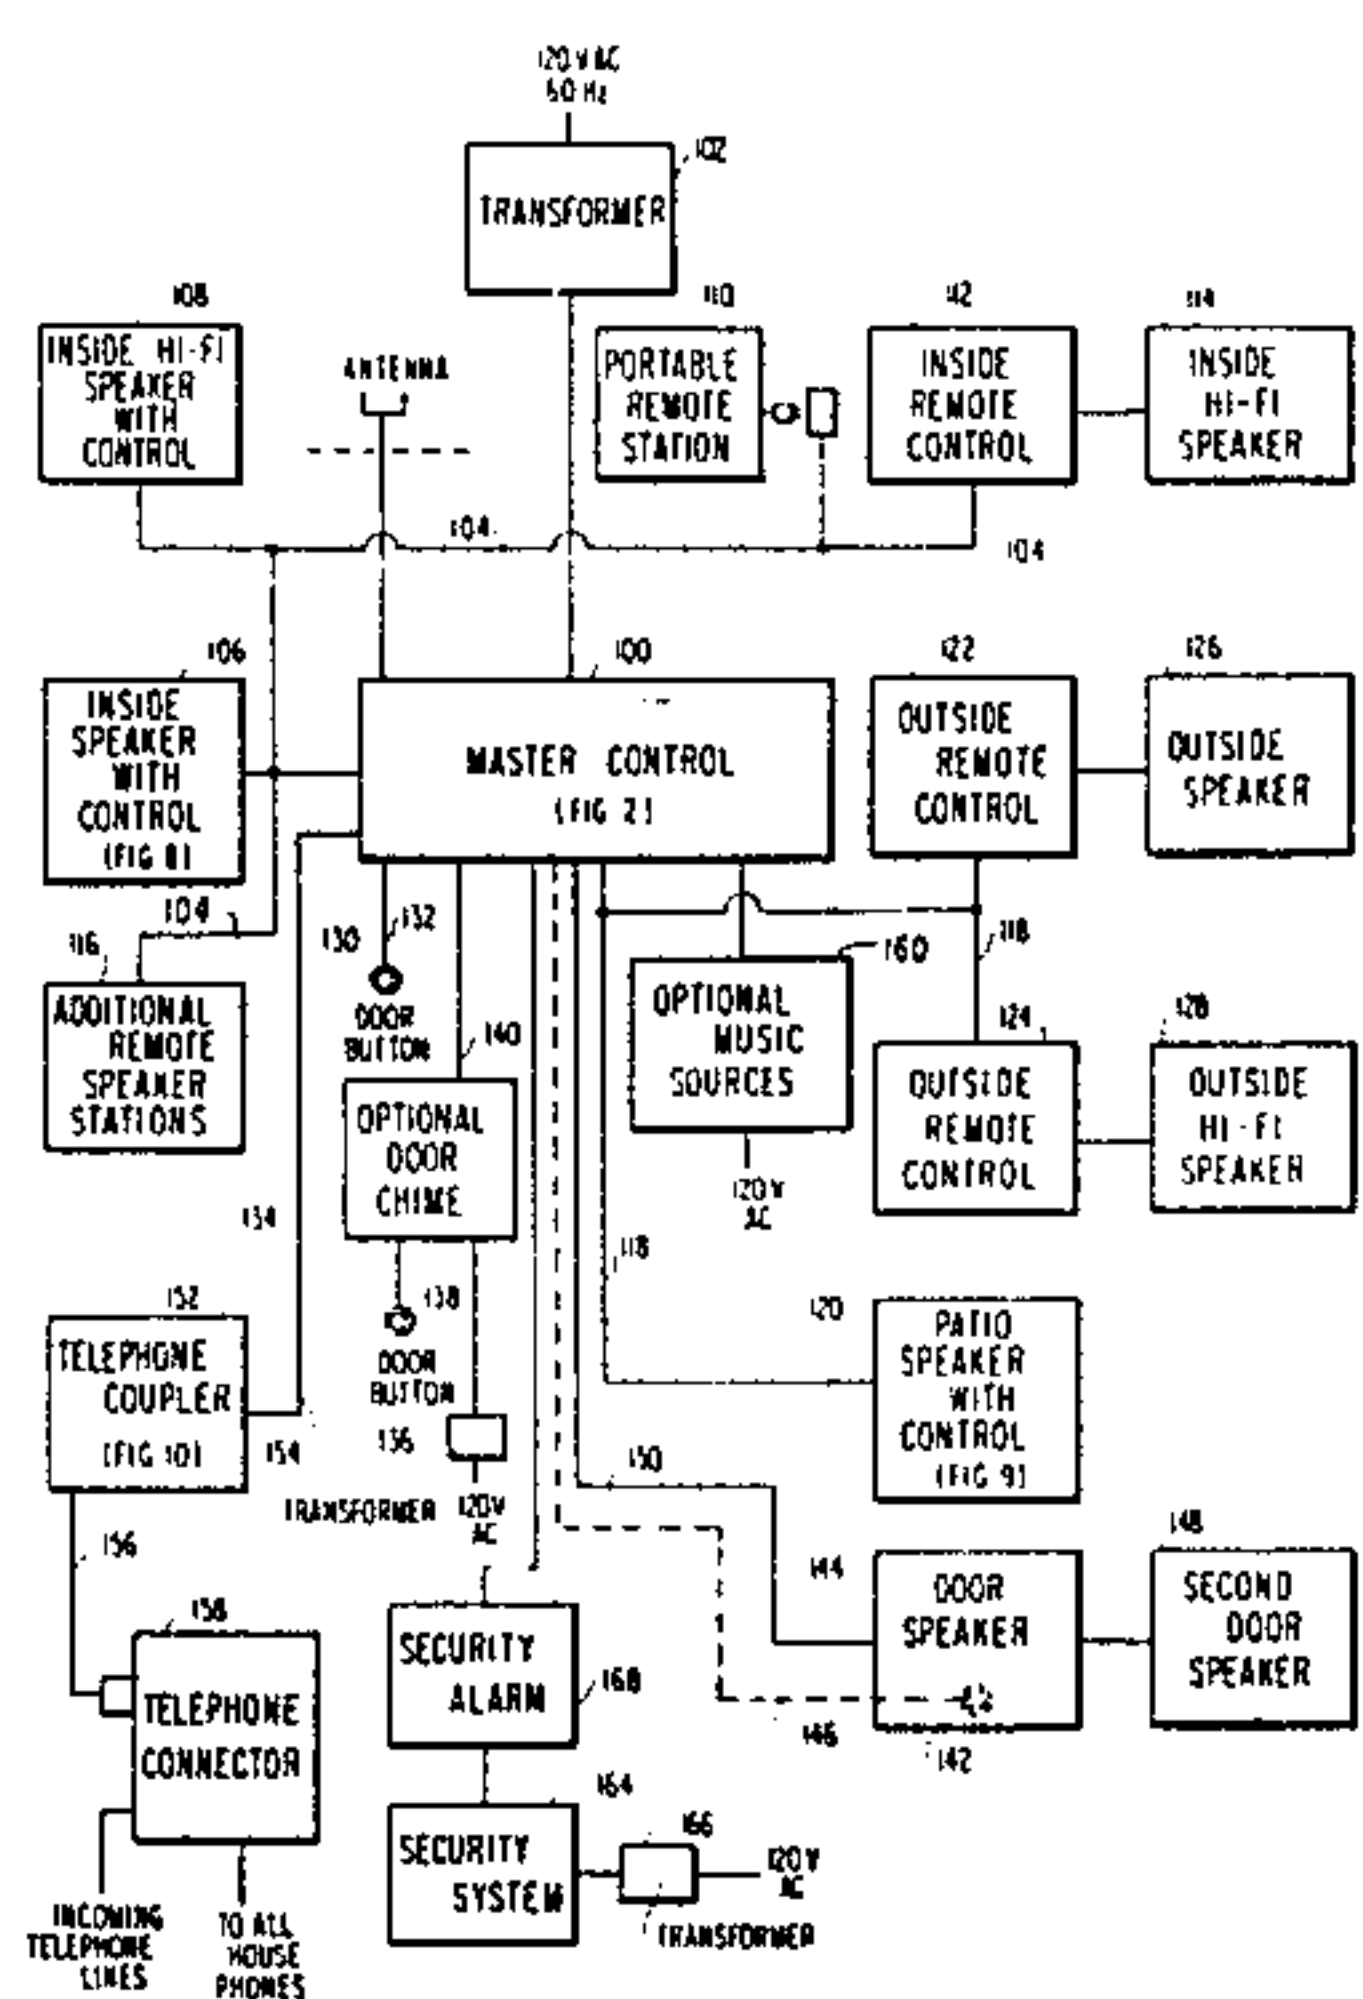 120 V AC
60 Hz
102
TRANSFORMER
108
INSIDE HI-FI
SPEAKER
WITH
CONTROL
ANTENNA
110
PORTABLE
REMOTE
STATION
112
INSIDE
REMOTE
CONTROL
114
INSIDE
HI-FI
SPEAKER
104
104
106
INSIDE
SPEAKER
WITH
CONTROL
(FIG 8)
100
MASTER CONTROL
(FIG 2)
122
OUTSIDE
REMOTE
CONTROL
126
OUTSIDE
SPEAKER
104
116
ADDITIONAL
REMOTE
SPEAKER
STATIONS
130
132
DOOR
BUTTON
140
OPTIONAL
DOOR
CHIME
160
OPTIONAL
MUSIC
SOURCES
120 V
AC
118
124
OUTSIDE
REMOTE
CONTROL
128
OUTSIDE
HI-FI
SPEAKER
154
118
152
TELEPHONE
COUPLER
(FIG 10)
154
138
DOOR
BUTTON
136
TRANSFORMER
120 V
AC
120
PATIO
SPEAKER
WITH
CONTROL
(FIG 9)
150
156
158
TELEPHONE
CONNECTOR
INCOMING
TELEPHONE
LINES
TO ALL
HOUSE
PHONES
SECURITY
ALARM
168
164
SECURITY
SYSTEM
166
120 V
AC
TRANSFORMER
144
DOOR
SPEAKER
146
142
148
SECOND
DOOR
SPEAKER